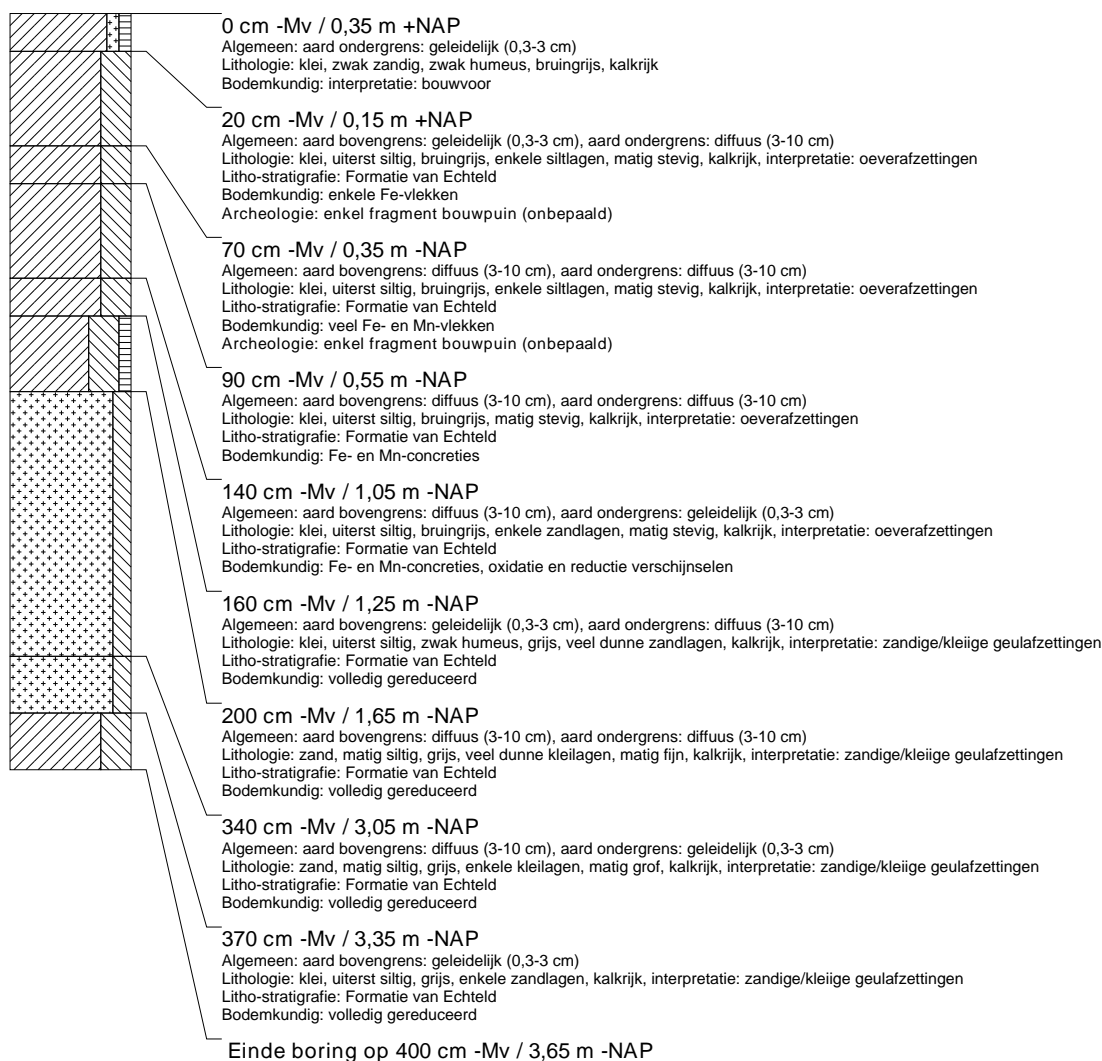 0 cm -Mv / 0,35 m +NAP
Algemeen: aard ondergrens: geleidelijk (0,3-3 cm)
Lithologie: klei, zwak zandig, zwak humeus, bruingrijs, kalkrijk
Bodemkundig: interpretatie: bouwvoor
20 cm -Mv / 0,15 m +NAP
Algemeen: aard bovengrens: geleidelijk (0,3-3 cm), aard ondergrens: diffuus (3-10 cm)
Lithologie: klei, uiterst siltig, bruingrijs, enkele siltlagen, matig stevig, kalkrijk, interpretatie: oeverafzettingen
Litho-stratigrafie: Formatie van Echteld
Bodemkundig: enkele Fe-vlekken
Archeologie: enkel fragment bouwpuin (onbepaald)
70 cm -Mv / 0,35 m -NAP
Algemeen: aard bovengrens: diffuus (3-10 cm), aard ondergrens: diffuus (3-10 cm)
Lithologie: klei, uiterst siltig, bruingrijs, enkele siltlagen, matig stevig, kalkrijk, interpretatie: oeverafzettingen
Litho-stratigrafie: Formatie van Echteld
Bodemkundig: veel Fe- en Mn-vlekken
Archeologie: enkel fragment bouwpuin (onbepaald)
90 cm -Mv / 0,55 m -NAP
Algemeen: aard bovengrens: diffuus (3-10 cm), aard ondergrens: diffuus (3-10 cm)
Lithologie: klei, uiterst siltig, bruingrijs, matig stevig, kalkrijk, interpretatie: oeverafzettingen
Litho-stratigrafie: Formatie van Echteld
Bodemkundig: Fe- en Mn-concreties
140 cm -Mv / 1,05 m -NAP
Algemeen: aard bovengrens: diffuus (3-10 cm), aard ondergrens: geleidelijk (0,3-3 cm)
Lithologie: klei, uiterst siltig, bruingrijs, enkele zandlagen, matig stevig, kalkrijk, interpretatie: oeverafzettingen
Litho-stratigrafie: Formatie van Echteld
Bodemkundig: Fe- en Mn-concreties, oxidatie en reductie verschijnselen
160 cm -Mv / 1,25 m -NAP
Algemeen: aard bovengrens: geleidelijk (0,3-3 cm), aard ondergrens: diffuus (3-10 cm)
Lithologie: klei, uiterst siltig, zwak humeus, grijs, veel dunne zandlagen, kalkrijk, interpretatie: zandige/kleiige geulafzettingen
Litho-stratigrafie: Formatie van Echteld
Bodemkundig: volledig gereduceerd
200 cm -Mv / 1,65 m -NAP
Algemeen: aard bovengrens: diffuus (3-10 cm), aard ondergrens: diffuus (3-10 cm)
Lithologie: zand, matig siltig, grijs, veel dunne kleilagen, matig fijn, kalkrijk, interpretatie: zandige/kleiige geulafzettingen
Litho-stratigrafie: Formatie van Echteld
Bodemkundig: volledig gereduceerd
340 cm -Mv / 3,05 m -NAP
Algemeen: aard bovengrens: diffuus (3-10 cm), aard ondergrens: geleidelijk (0,3-3 cm)
Lithologie: zand, matig siltig, grijs, enkele kleilagen, matig grof, kalkrijk, interpretatie: zandige/kleiige geulafzettingen
Litho-stratigrafie: Formatie van Echteld
Bodemkundig: volledig gereduceerd
370 cm -Mv / 3,35 m -NAP
Algemeen: aard bovengrens: geleidelijk (0,3-3 cm)
Lithologie: klei, uiterst siltig, grijs, enkele zandlagen, kalkrijk, interpretatie: zandige/kleiige geulafzettingen
Litho-stratigrafie: Formatie van Echteld
Bodemkundig: volledig gereduceerd
Einde boring op 400 cm -Mv / 3,65 m -NAP